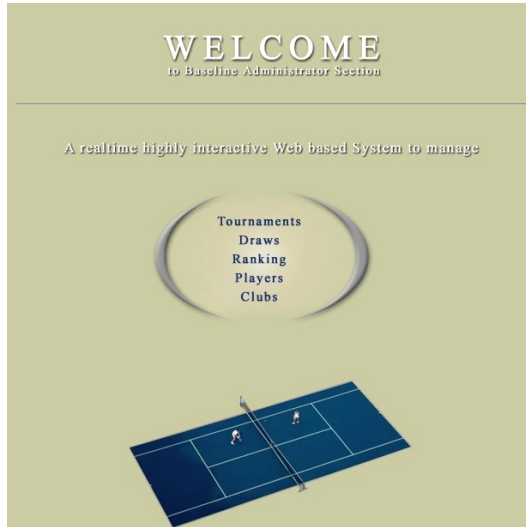 WELCOME
to Baseline Administrator Section
A realtime highly interactive Web based System to manage
Tournaments
Draws
Ranking
Players
Clubs